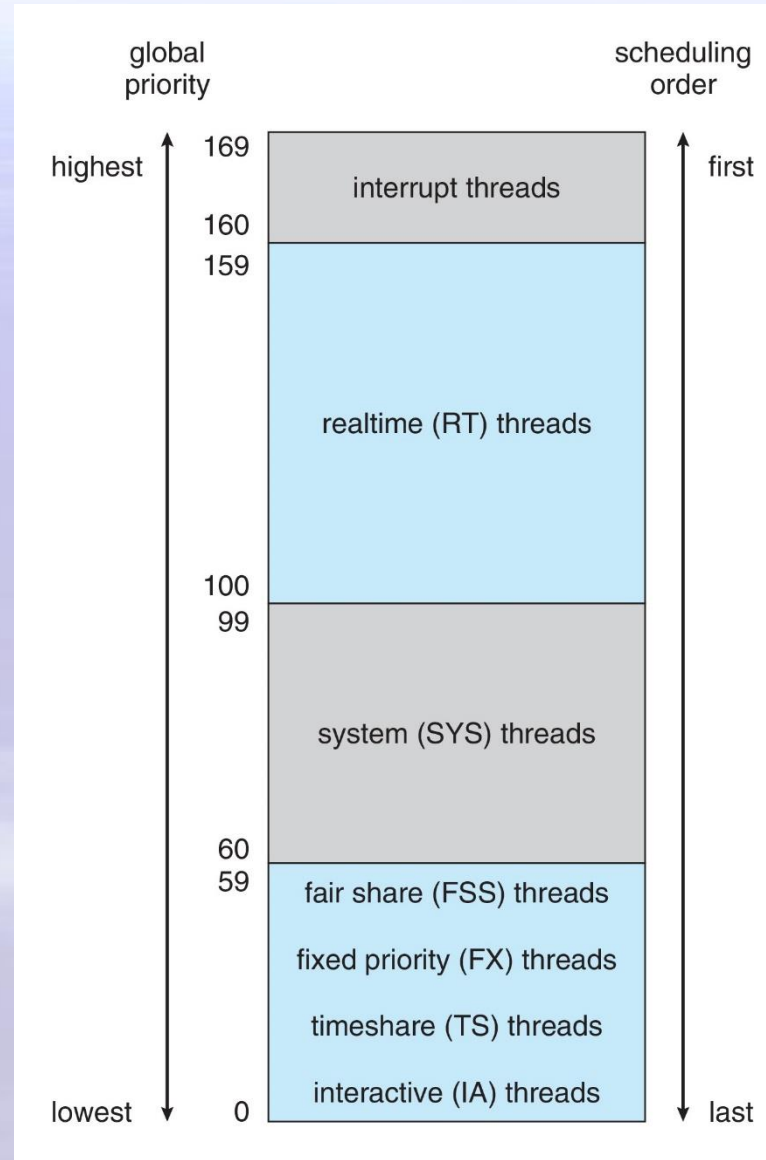 global
priority
scheduling
order
highest
169
interrupt threads
first
160
159
realtime (RT) threads
100
99
system (SYS) threads
60
59
fair share (FSS) threads
fixed priority (FX) threads
timeshare (TS) threads
interactive (IA) threads
lowest
0
last